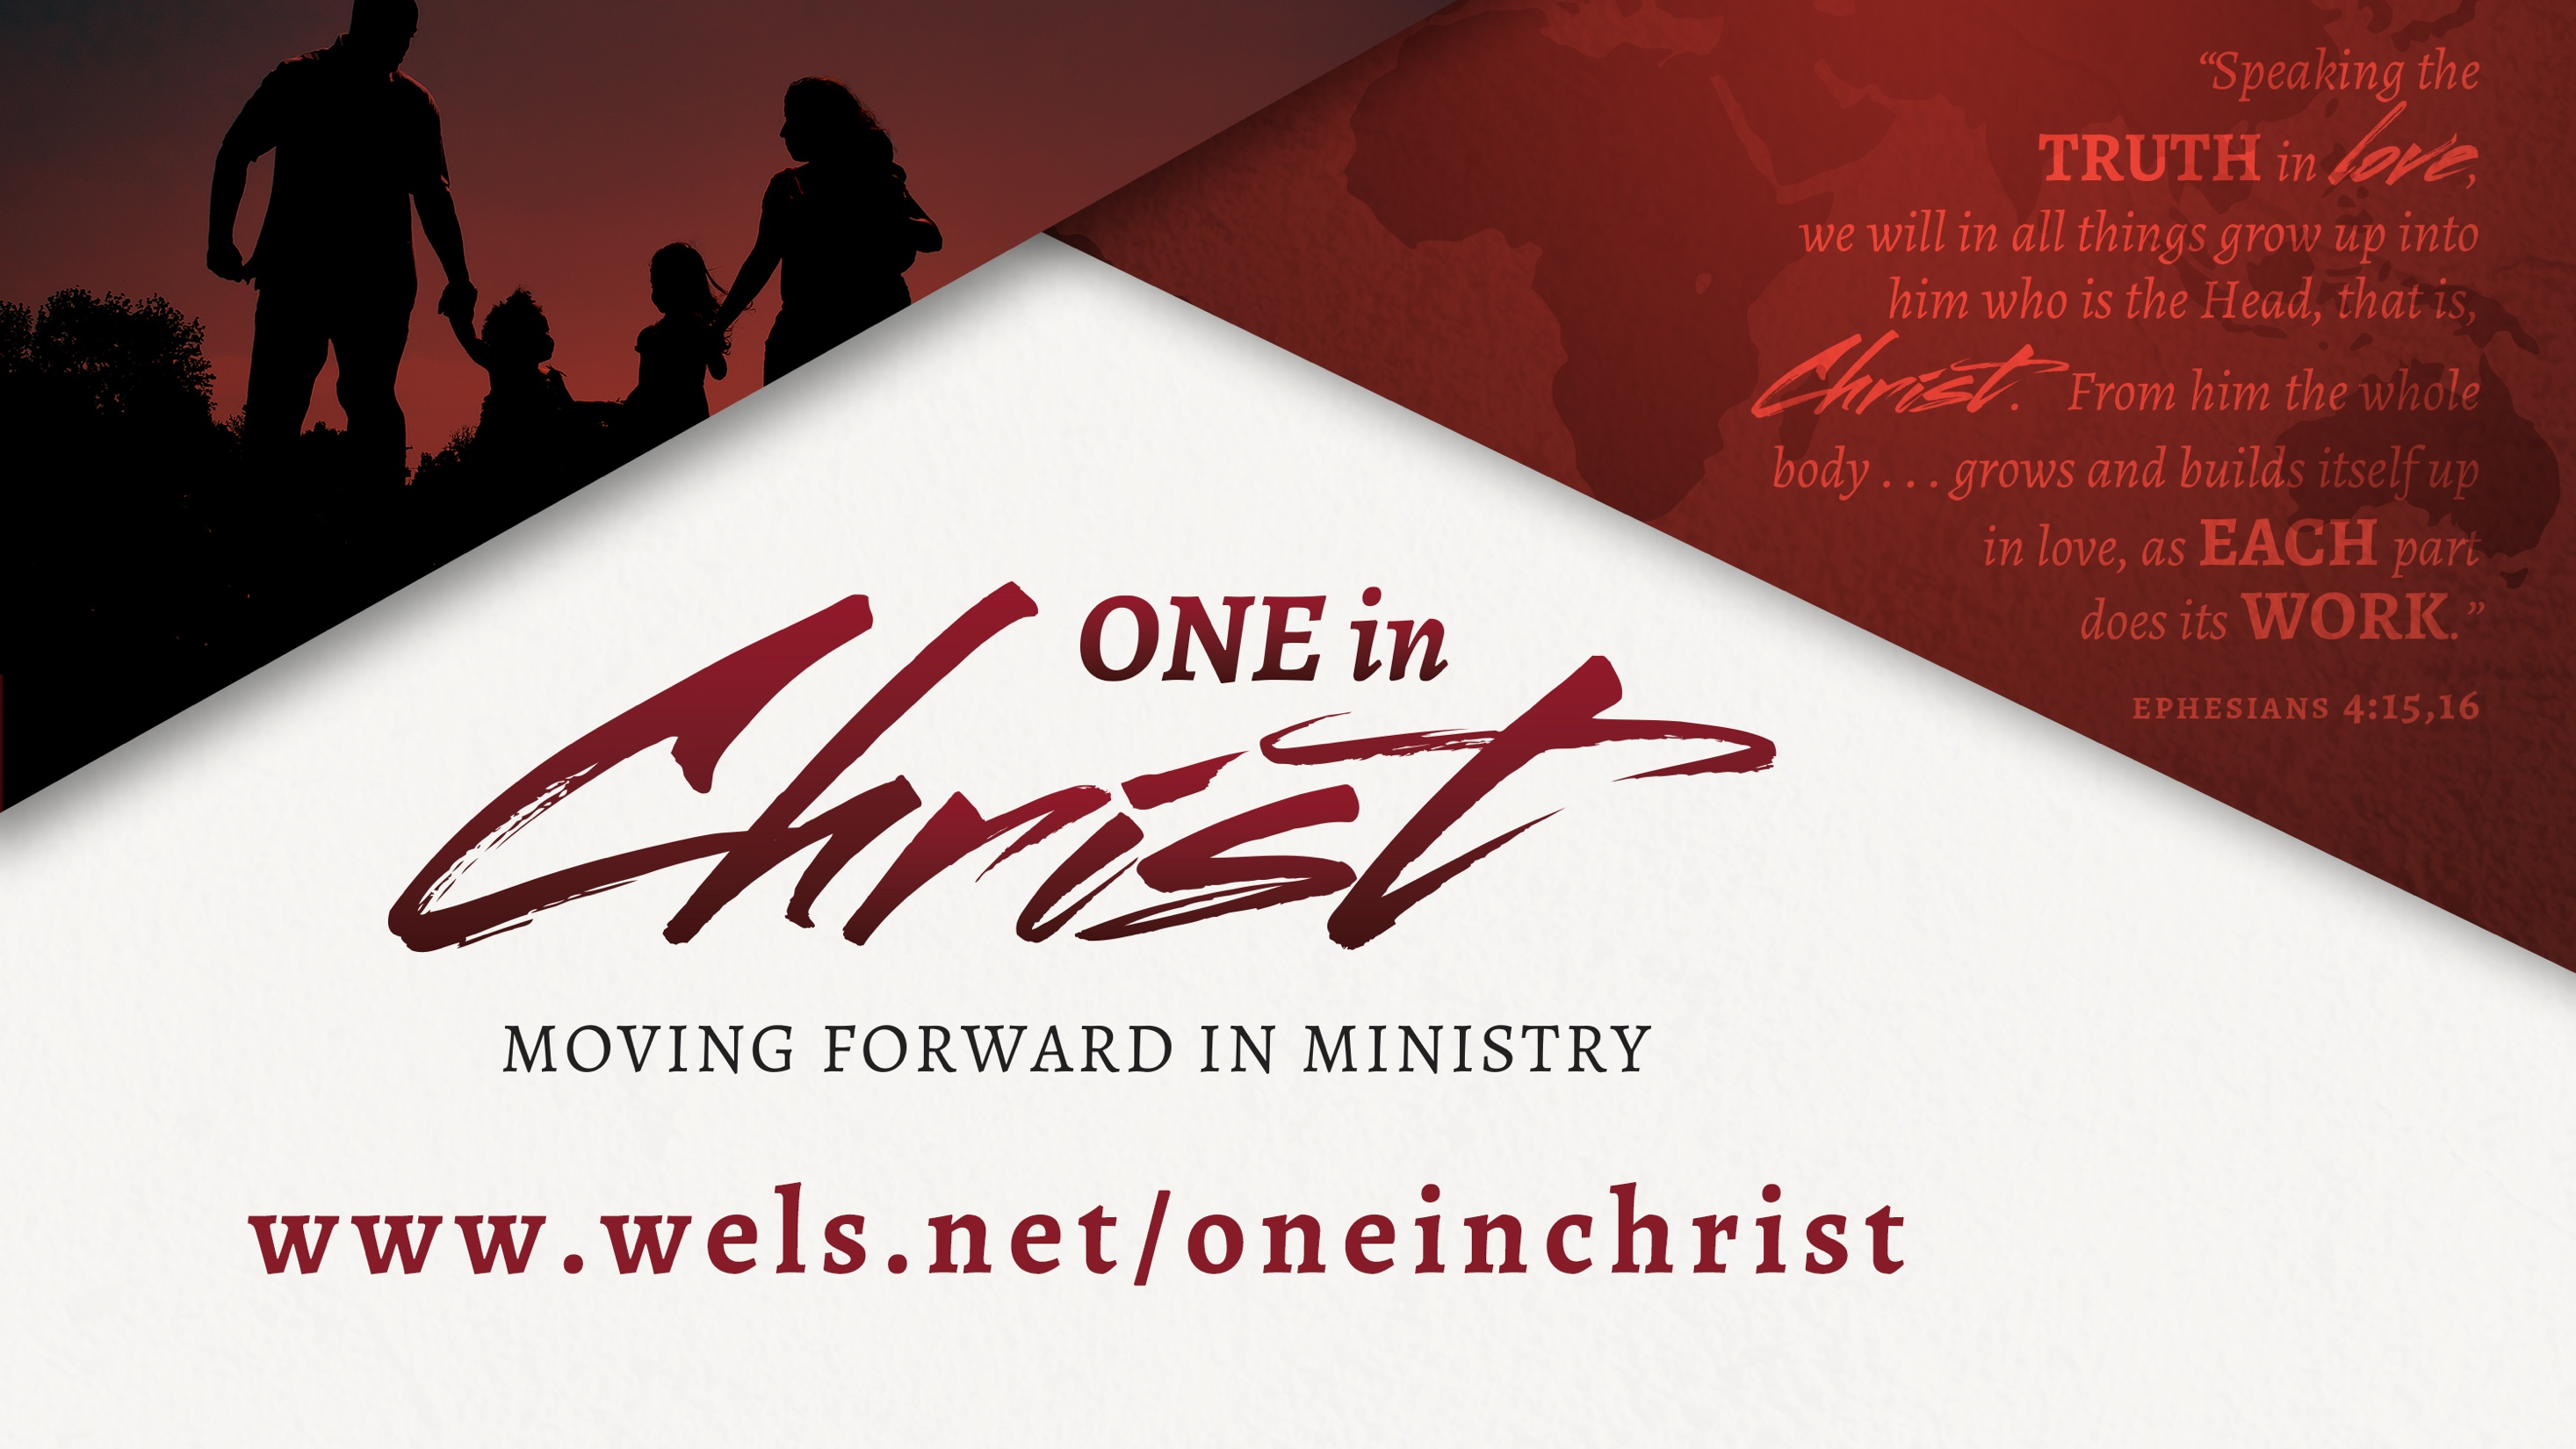 “Speaking the
TRUTH in love,
we will in all things grow up into
him who is the Head, that is,
Christ. From him the whole
body . . . grows and builds itself up
in love, as EACH part
does its WORK.”
EPHESIANS 4:15,16
ONE in
Christ
MOVING FORWARD IN MINISTRY
www.wels.net/oneinchrist